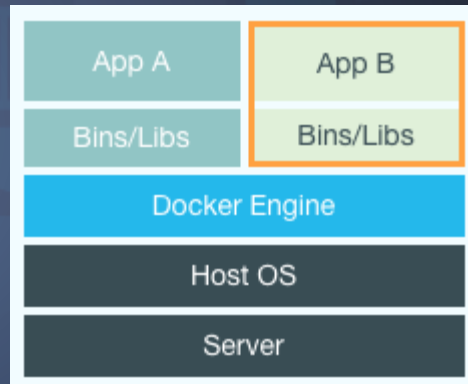 App A
App B
Bins/Libs
Bins/Libs
Docker Engine
Host OS
Server